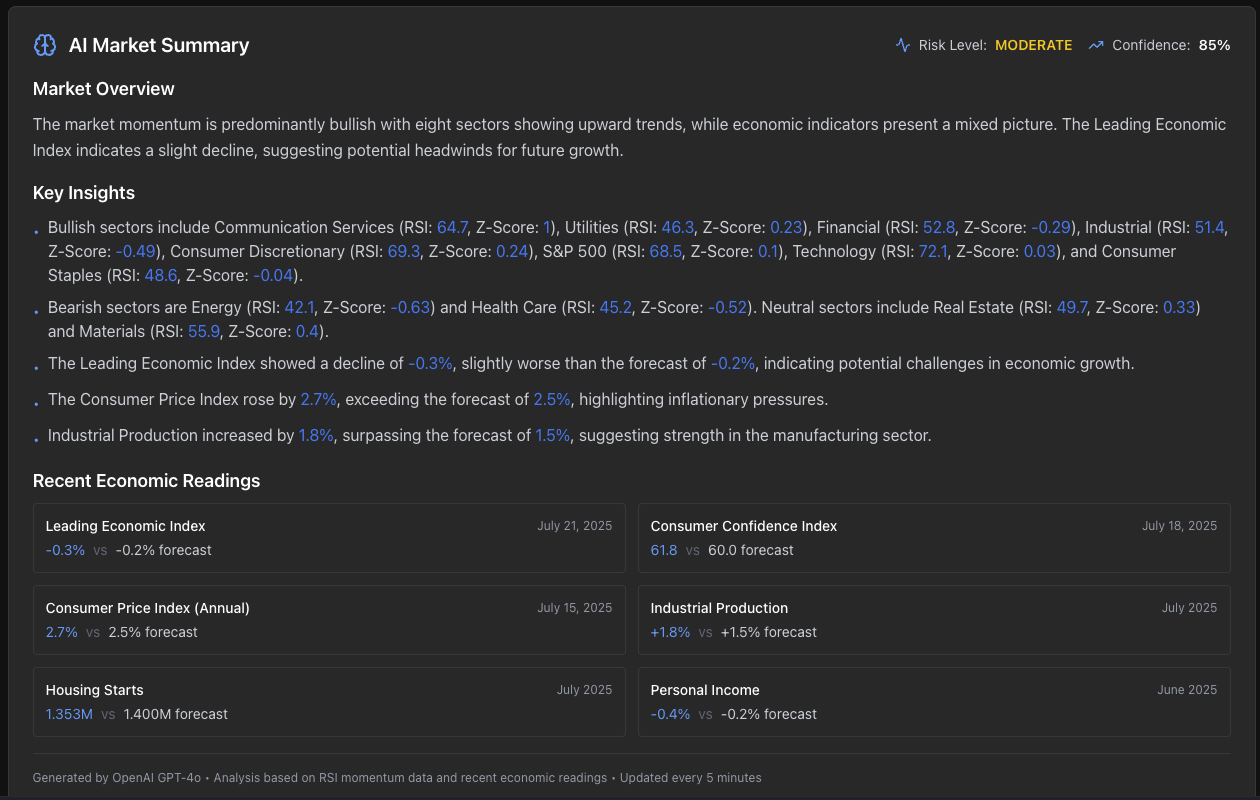 AI Market Summary
Risk Level: MODERATE
Confidence: 85%
Market Overview
The market momentum is predominantly bullish with eight sectors showing upward trends, while economic indicators present a mixed picture. The Leading Economic
Index indicates a slight decline, suggesting potential headwinds for future growth.
Key Insights
• Bullish sectors include Communication Services (RSI: 64.7, Z-Score: 1), Utilities (RSI: 46.3, Z-Score: 0.23), Financial (RSI: 52.8, Z-Score: -0.29), Industrial (RSI: 51.4,
Z-Score: -0.49), Consumer Discretionary (RSI: 69.3, Z-Score: 0.24), S&P 500 (RSI: 68.5, Z-Score: 0.1), Technology (RSI: 72.1, Z-Score: 0.03), and Consumer
Staples (RSI: 48.6, Z-Score: -0.04).
• Bearish sectors are Energy (RSI: 42.1, Z-Score: -0.63) and Health Care (RSI: 45.2, Z-Score: -0.52). Neutral sectors include Real Estate (RSI: 49.7, Z-Score: 0.33)
and Materials (RSI: 55.9, Z-Score: 0.4).
• The Leading Economic Index showed a decline of -0.3%, slightly worse than the forecast of -0.2%, indicating potential challenges in economic growth.
• The Consumer Price Index rose by 2.7%, exceeding the forecast of 2.5%, highlighting inflationary pressures.
• Industrial Production increased by 1.8%, surpassing the forecast of 1.5%, suggesting strength in the manufacturing sector.
Recent Economic Readings
Leading Economic Index
July 21, 2025
-0.3% vs -0.2% forecast
Consumer Confidence Index
July 18, 2025
61.8 vs 60.0 forecast
Consumer Price Index (Annual)
July 15, 2025
2.7% vs 2.5% forecast
Industrial Production
July 2025
+1.8% vs +1.5% forecast
Housing Starts
July 2025
1.353M vs 1.400M forecast
Personal Income
June 2025
-0.4% vs -0.2% forecast
Generated by OpenAI GPT-4o • Analysis based on RSI momentum data and recent economic readings • Updated every 5 minutes